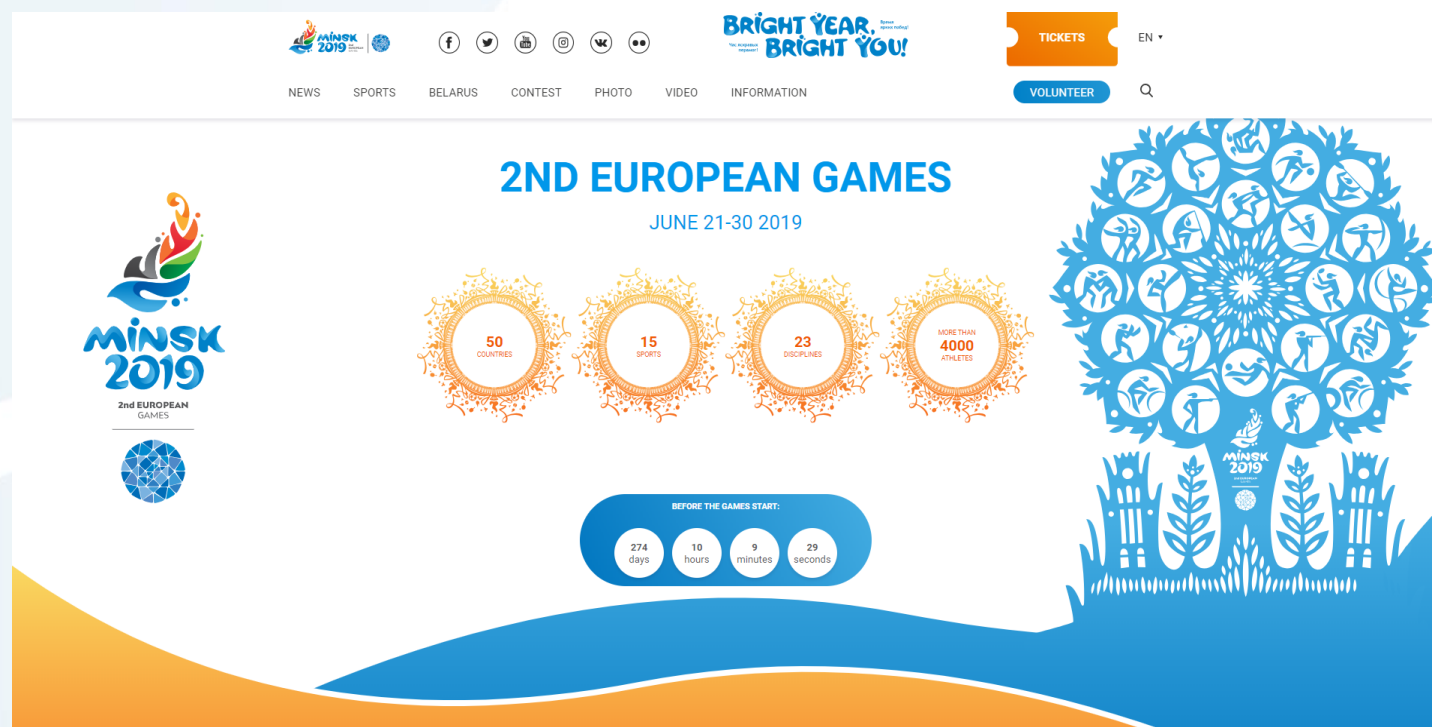 MINSK
2019
BRIGHT YEAR,
BRIGHT YOU!
TICKETS
EN
NEWS
SPORTS
BELARUS
CONTEST
PHOTO
VIDEO
INFORMATION
VOLUNTEER
2ND EUROPEAN GAMES
JUNE 21-30 2019
MINSK
2019
2nd EUROPEAN
GAMES
50
COUNTRIES
15
SPORTS
23
DISCIPLINES
MORE THAN
4000
ATHLETES
BEFORE THE GAMES START:
274
days
10
hours
9
minutes
29
seconds
MINSK
2019